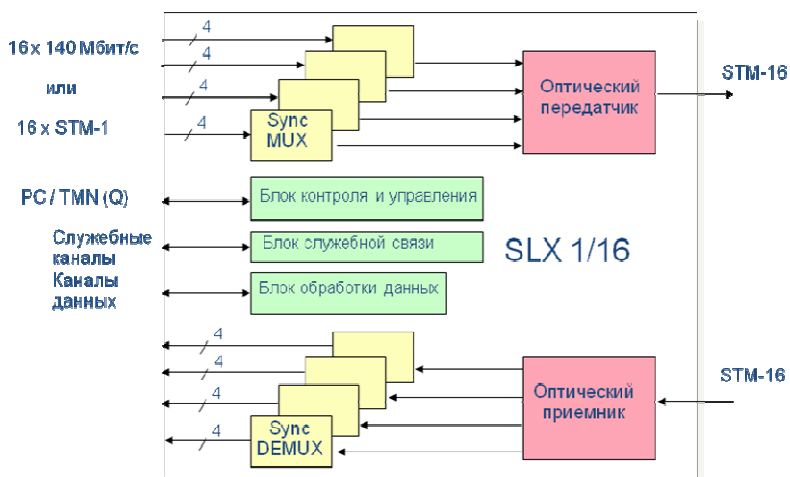 4
16 x 140 Мбит/с
4
или
4
16 x STM-1
4
Sync
MUX
Оптический
передатчик
STM-16
PC / TMN (Q)
Блок контроля и управления
Служебные
каналы
Блок служебной связи
SLX 1/16
Каналы
данных
Блок обработки данных
4
4
4
4
Sync
DEMUX
Оптический
приемник
STM-16